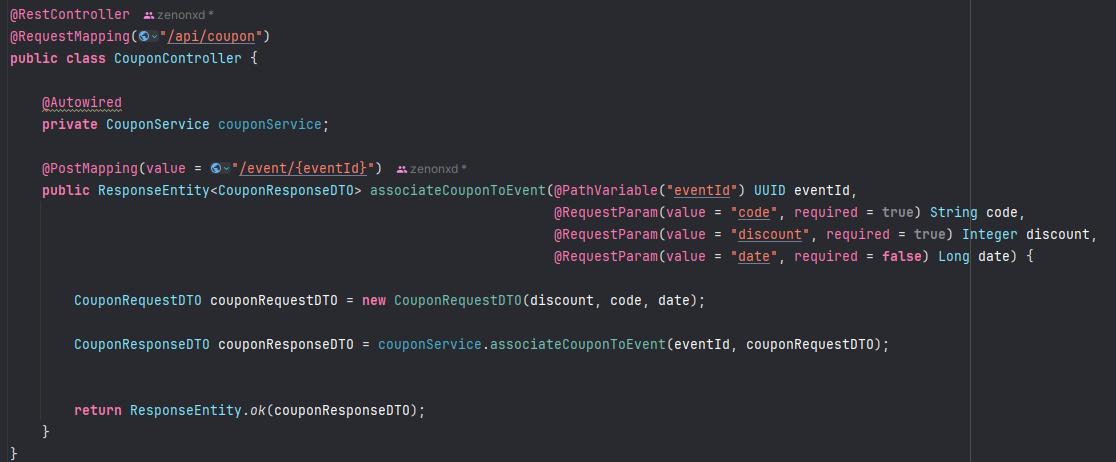 @RestController zenonxd *
@RequestMapping("/api/coupon")
public class CouponController {
@Autowired
private CouponService couponService;
@PostMapping(value = "/event/{eventId}") zenonxd *
public ResponseEntity<CouponResponseDTO> associateCouponToEvent(@PathVariable("eventId") UUID eventId,
@RequestParam(value = "code", required = true) String code,
@RequestParam(value = "discount", required = true) Integer discount,
@RequestParam(value = "date", required = false) Long date) {
CouponRequestDTO couponRequestDTO = new CouponRequestDTO(discount, code, date);
CouponResponseDTO couponResponseDTO = couponService.associateCouponToEvent(eventId, couponRequestDTO);
return ResponseEntity.ok(couponResponseDTO);
}
}